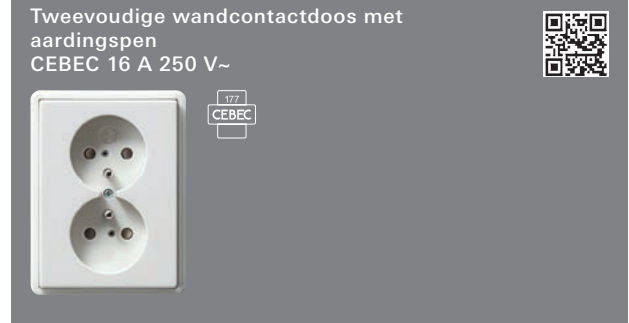 Tweevoudige wandcontactdoos met
aardingspen
CEBEC 16 A 250 V~
177
CEBEC